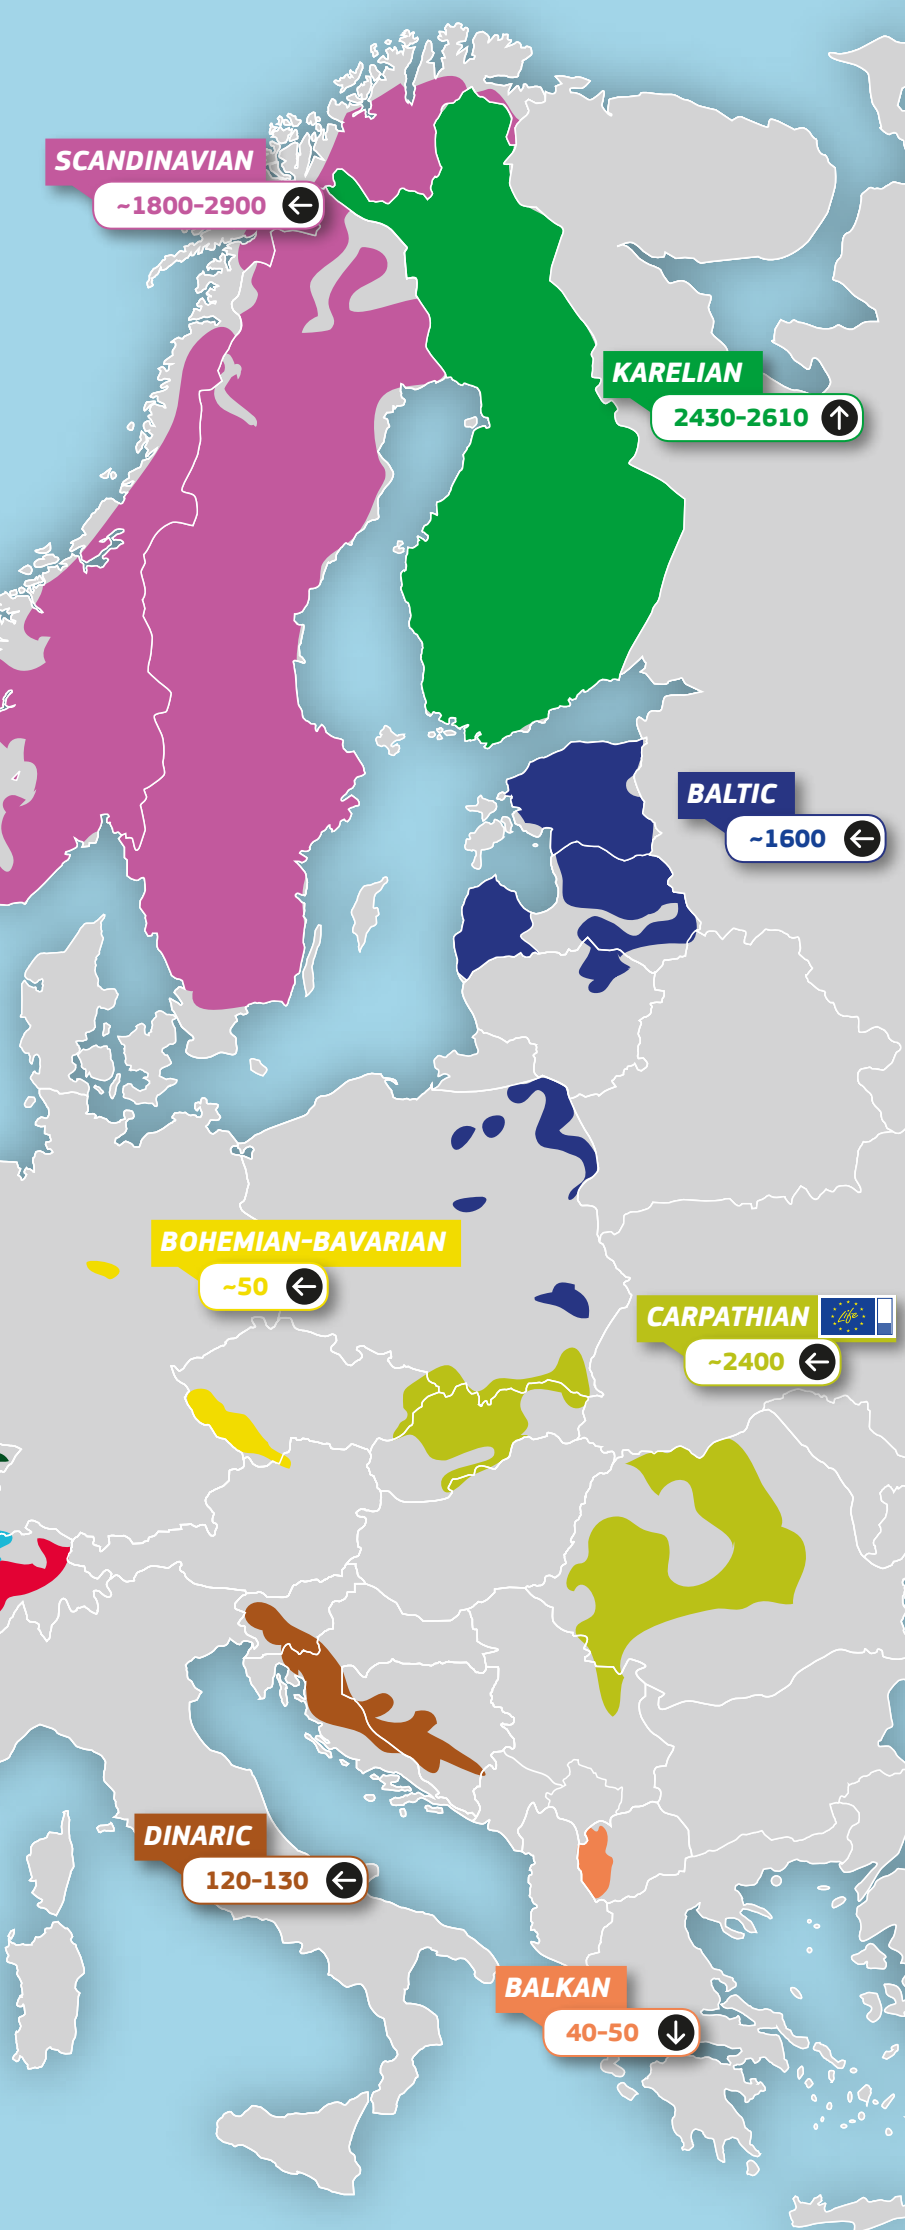 SCANDINAVIAN
~1800-2900
KARELIAN
2430-2610
BALTIC
~1600
BOHEMIAN-BAVARIAN
~50
CARPATHIAN
Life
~2400
DINARIC
120-130
BALKAN
40-50